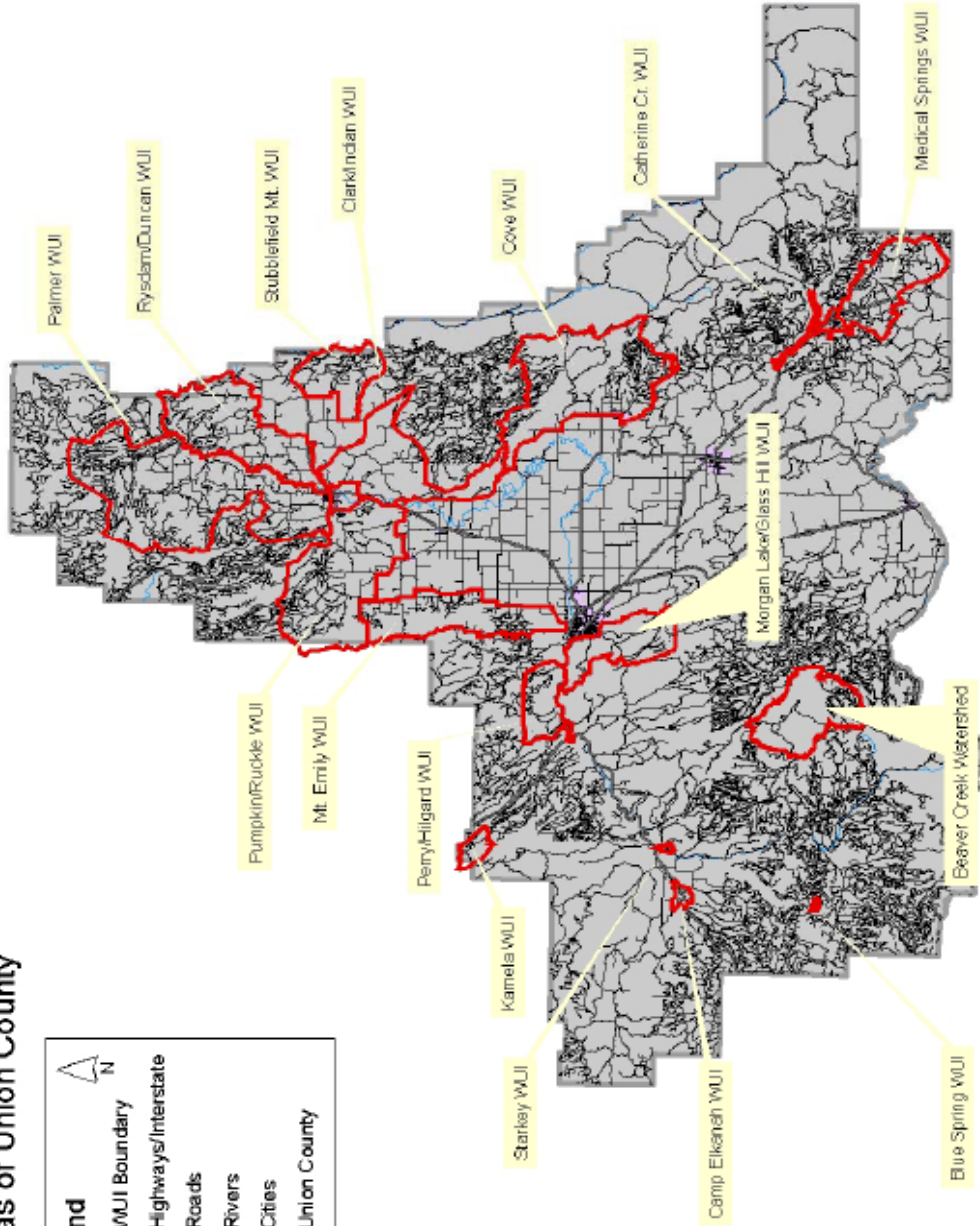 as of Union County
nd
N
WUI Boundary
Highways/Interstate
Roads
Rivers
Cities
Union County
Palmer WUI
Rysdam/Duncan WUI
Stubblefield Mt. WUI
Clark/Indian WUI
Cove WUI
Catherine Cr. WUI
Medical Springs WUI
Pumpkin/Ruckle WUI
Mt. Emily WUI
Perry/Hilgard WUI
Kamela WUI
Starkey WUI
Camp Elkanah WUI
Blue Spring WUI
Beaver Creek Watershed
Morgan Lake/Glass Hill WUI